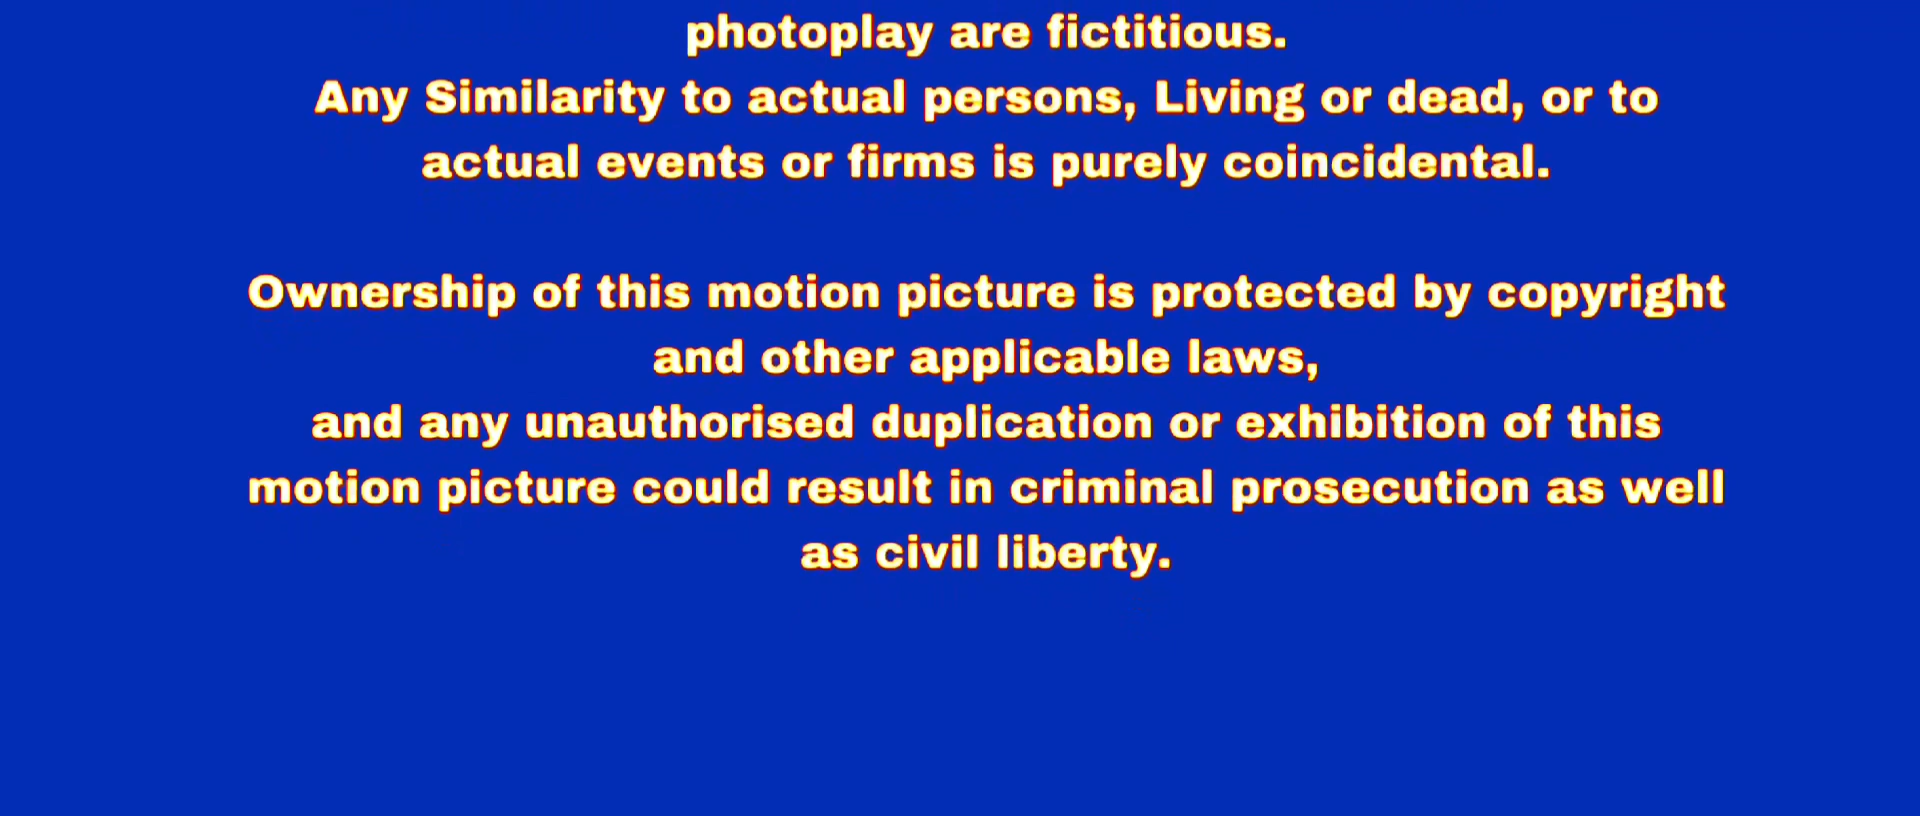 photoplay are fictitious.
Any Similarity to actual persons, Living or dead, or to
actual events or firms is purely coincidental.
Ownership of this motion picture is protected by copyright
and other applicable laws,
and any unauthorised duplication or exhibition of this
motion picture could result in criminal prosecution as well
as civil liberty.